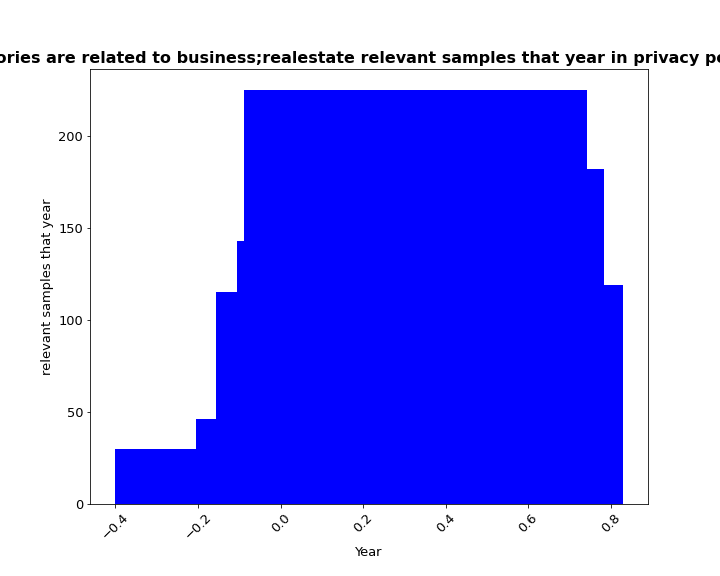 ories are related to business;realestate relevant samples that year in privacy
relevant samples that year
200
150
100
50
0
−0.4 −0.2 0.0 0.2 0.4 0.6 0.8
Year